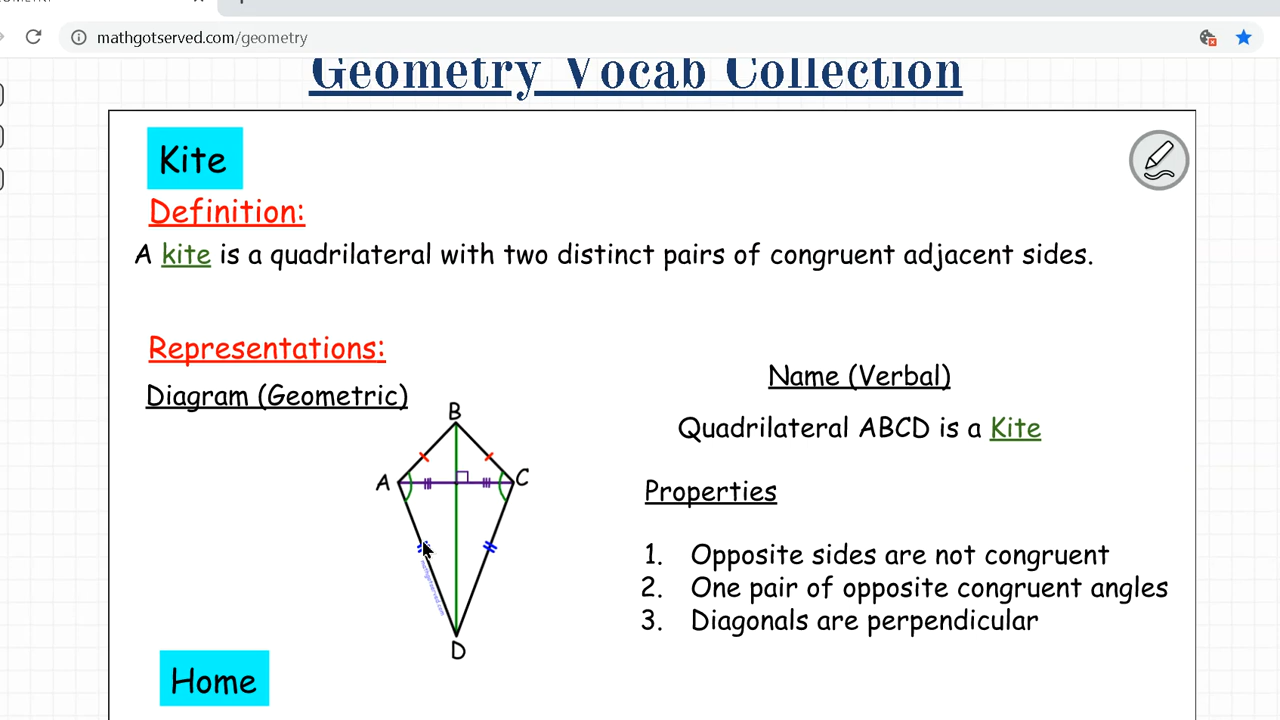 mathgotserved.com/geometry
Geometry Vocab Collection
Kite
Definition:
A kite is a quadrilateral with two distinct pairs of congruent adjacent sides.
Representations:
Diagram (Geometric)
Name (Verbal)
Quadrilateral ABCD is a Kite
B
A
C
D
mathgotserved.com
Properties
1. Opposite sides are not congruent
2. One pair of opposite congruent angles
3. Diagonals are perpendicular
Home